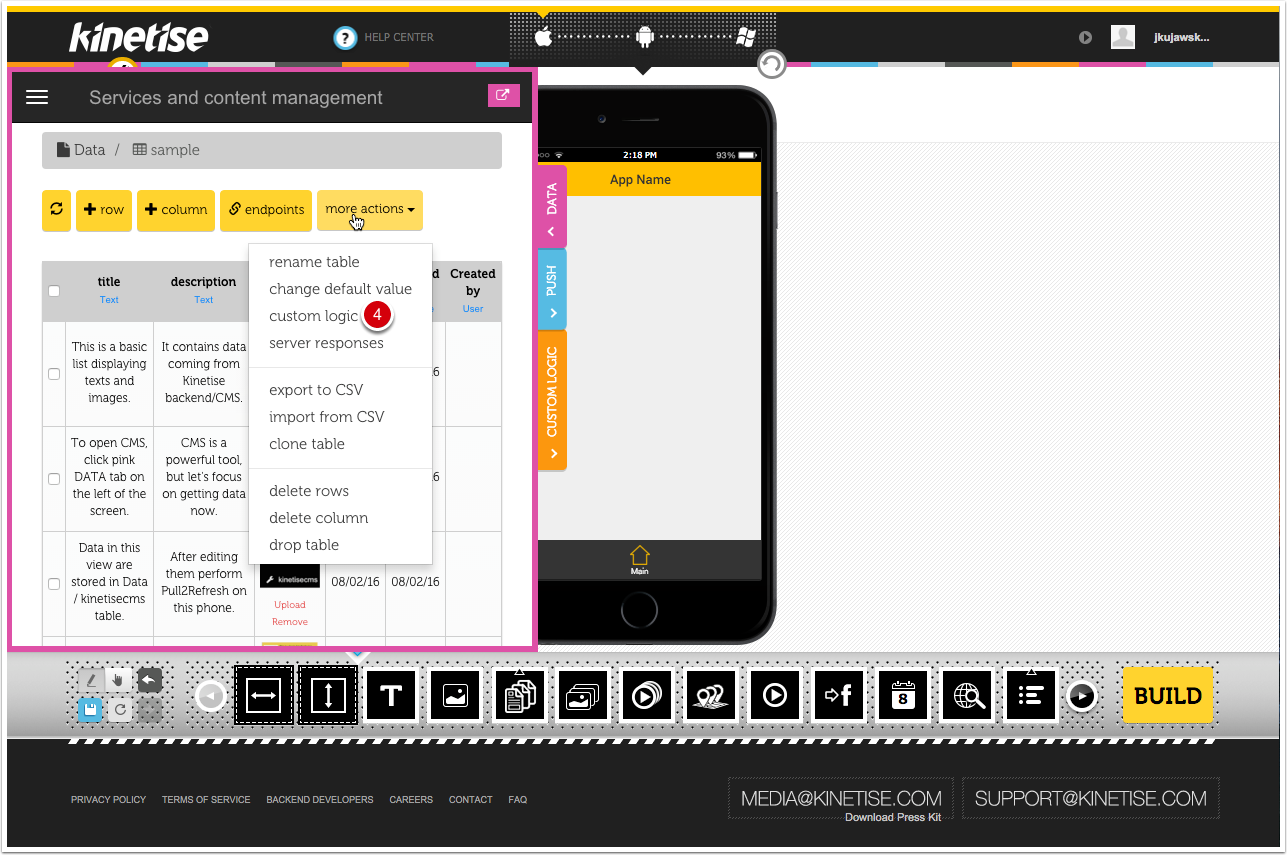 kinetise
? HELP CENTER
jkujawsk...
Services and content management
Data / sample
+ row
+ column
endpoints
more actions
rename table
change default value
custom logic 4
server responses
export to CSV
import from CSV
clone table
delete rows
delete column
drop table
title
Text
description
Text
Created
by
User
This is a basic
list displaying
texts and
images.
It contains data
coming from
Kinetise
backend/CMS.
To open CMS,
click pink
DATA tab on
the left of the
screen.
CMS is a
powerful tool,
but let's focus
on getting data
now.
Data in this
view are
stored in Data
/ kinetisecms
table.
After editing
them perform
Pull2Refresh on
this phone.
kinetisecms
Upload
Remove
08/02/16
08/02/16
DATA
PUSH
CUSTOM LOGIC
2:18 PM
93%
App Name
Main
T
f
8
BUILD
PRIVACY POLICY TERMS OF SERVICE BACKEND DEVELOPERS CAREERS CONTACT FAQ
MEDIA@KINETISE.COM
Download Press Kit
SUPPORT@KINETISE.COM